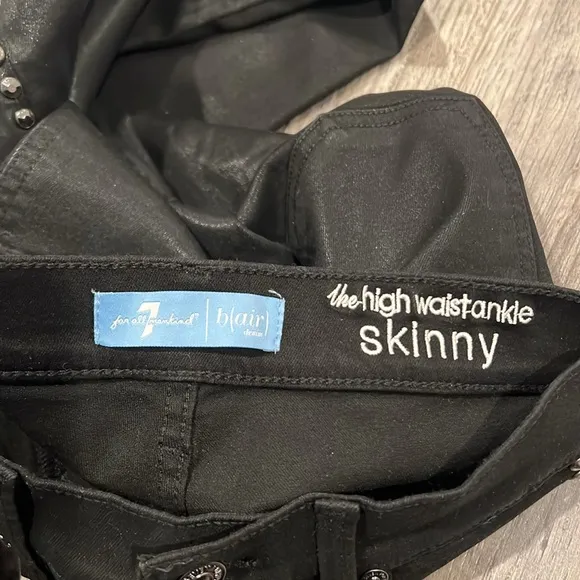 7
for all mankind
b(air)
denim
the high waist ankle
skinny